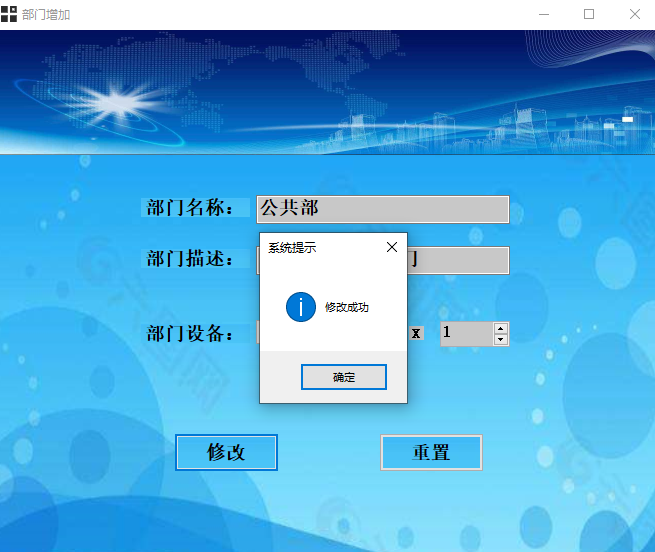 部门增加
部门名称： 公共部
部门描述： 门
系统提示
修改成功
部门设备： x 1
确定
修改 重置